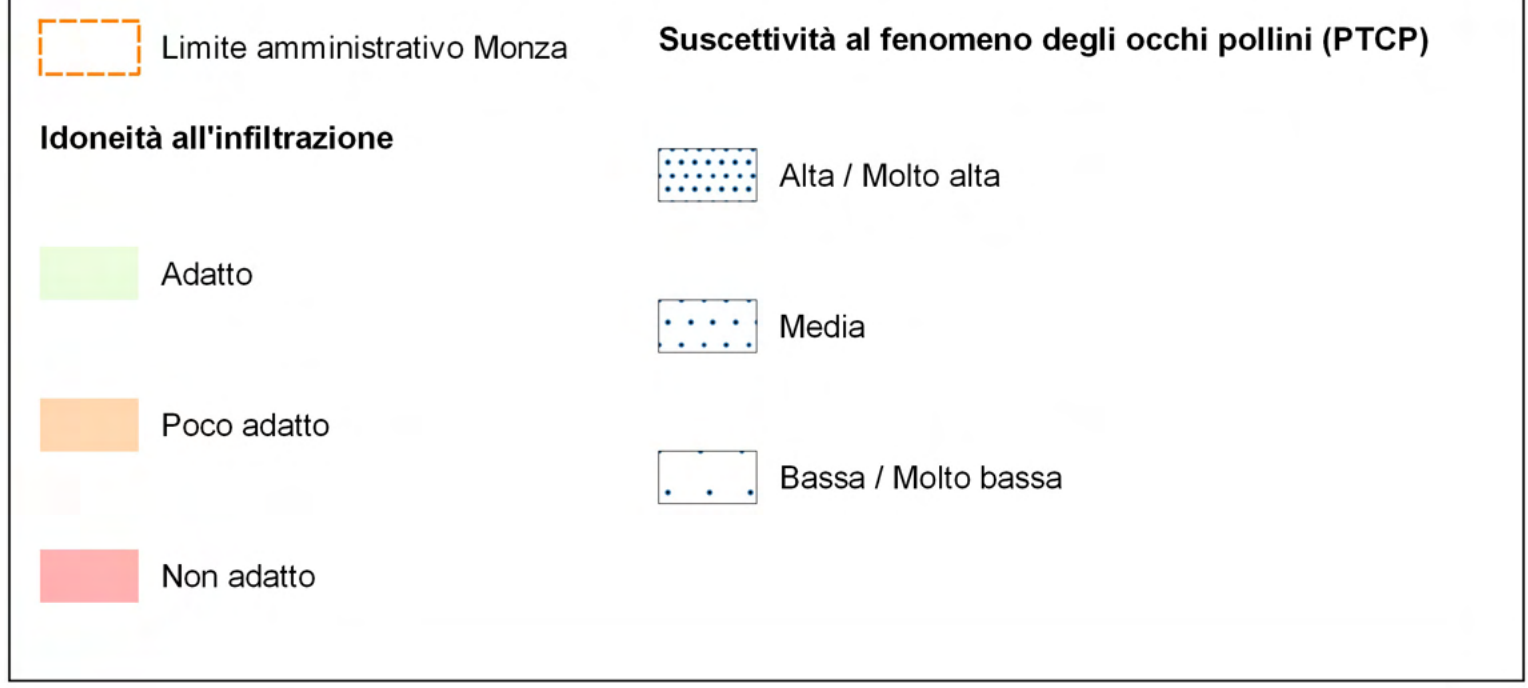 Limite amministrativo Monza
Idoneità all'infiltrazione
Adatto
Poco adatto
Non adatto
Suscettività al fenomeno degli occhi pollini (PTCP)
Alta / Molto alta
Media
Bassa / Molto bassa